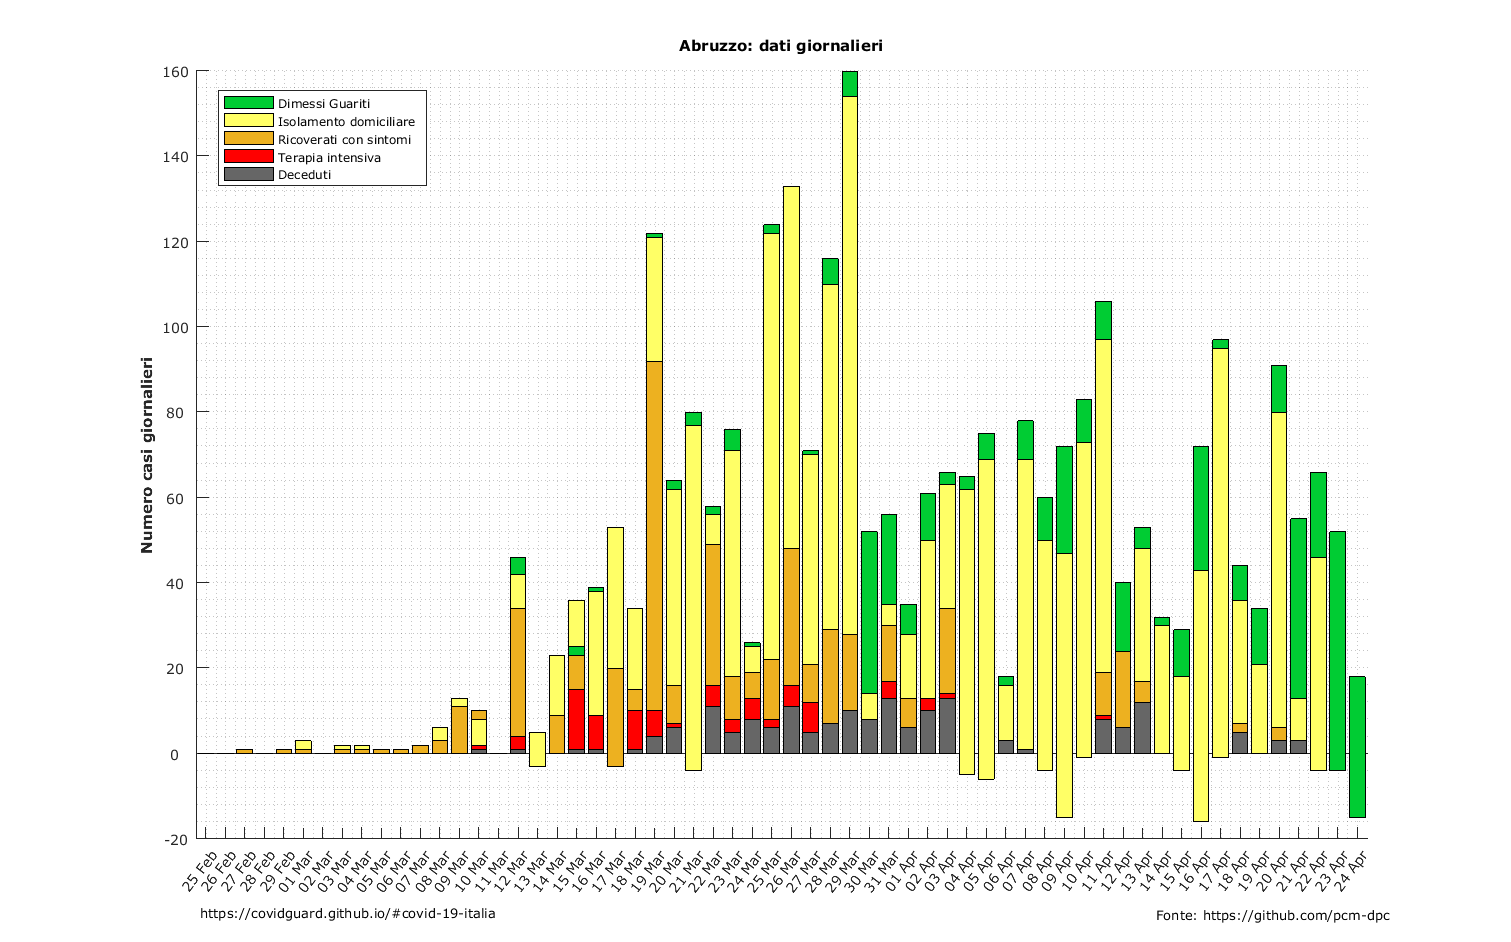 Abruzzo: dati giornalieri
Dimessi Guariti
Isolamento domiciliare
Ricoverati con sintomi
Terapia intensiva
Deceduti
Numero casi giornalieri
160
140
120
100
80
60
40
20
0
-20
25 Feb
26 Feb
27 Feb
28 Feb
29 Feb
01 Mar
02 Mar
03 Mar
04 Mar
05 Mar
06 Mar
07 Mar
08 Mar
09 Mar
10 Mar
11 Mar
12 Mar
13 Mar
14 Mar
15 Mar
16 Mar
17 Mar
18 Mar
19 Mar
20 Mar
21 Mar
22 Mar
23 Mar
24 Mar
25 Mar
26 Mar
27 Mar
28 Mar
29 Mar
30 Mar
31 Mar
01 Apr
02 Apr
03 Apr
04 Apr
05 Apr
06 Apr
07 Apr
08 Apr
09 Apr
10 Apr
11 Apr
12 Apr
13 Apr
14 Apr
15 Apr
16 Apr
17 Apr
18 Apr
19 Apr
20 Apr
21 Apr
22 Apr
23 Apr
24 Apr
https://covidguard.github.io/#covid-19-italia
Fonte: https://github.com/pcm-dpc